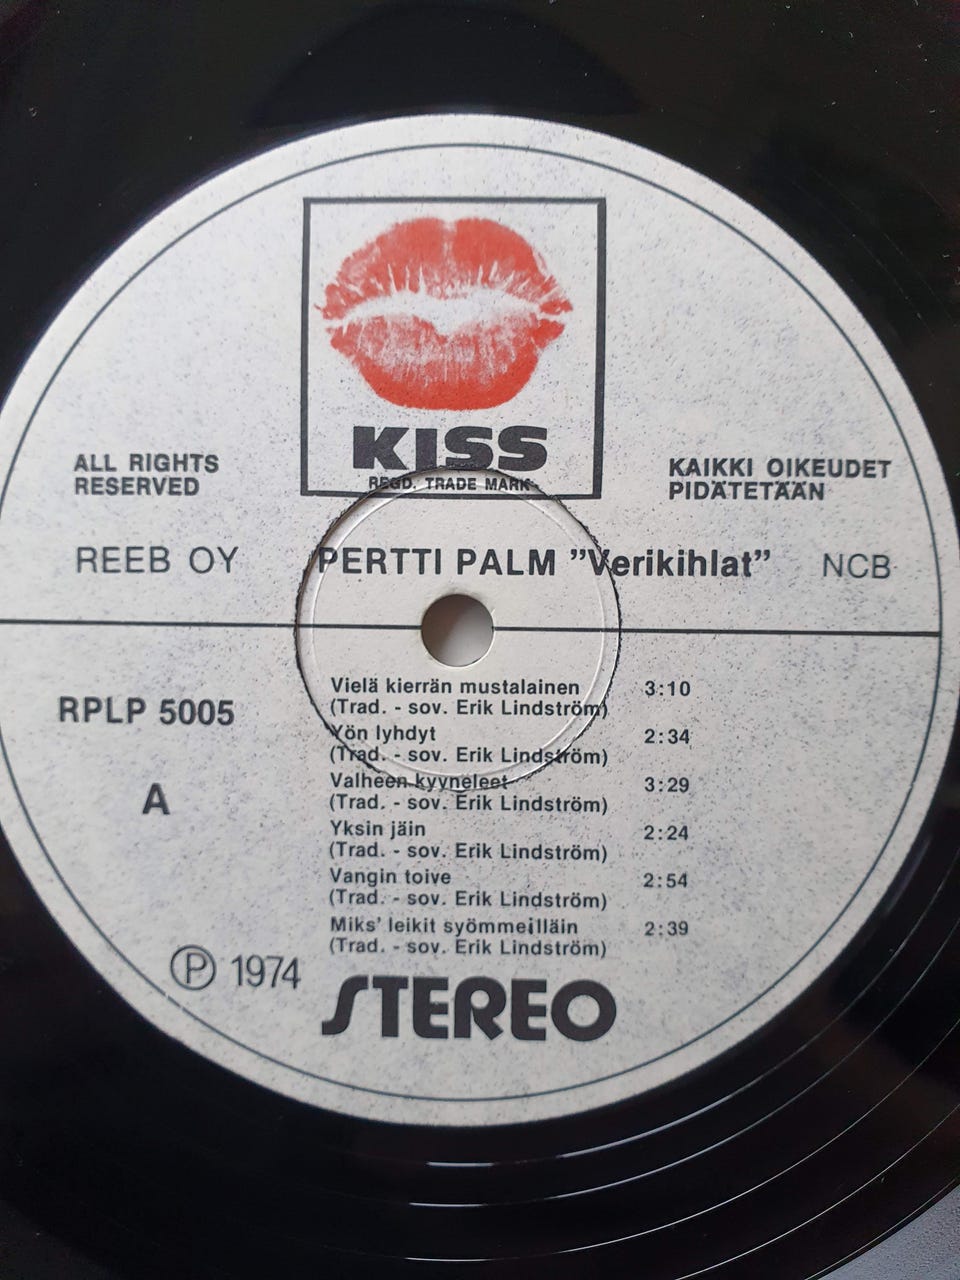 KISS
REGD. TRADE MARK
ALL RIGHTS
RESERVED
KAIKKI OIKEUDET
PIDÄTETÄÄN
REEB OY
PERTTI PALM "Verikihlat"
NCB
RPLP 5005
A
Vielä kierrän mustalainen 3:10
(Trad. - sov. Erik Lindström)
Yön lyhdyt 2:34
(Trad. - sov. Erik Lindström)
Valheen kyyneleet 3:29
(Trad. - sov. Erik Lindström)
Yksin jäin 2:24
(Trad. - sov. Erik Lindström)
Vangin toive 2:54
(Trad. - sov. Erik Lindström)
Miks' leikit syömmeilläin 2:39
(Trad. - sov. Erik Lindström)
Ⓟ 1974
STEREO